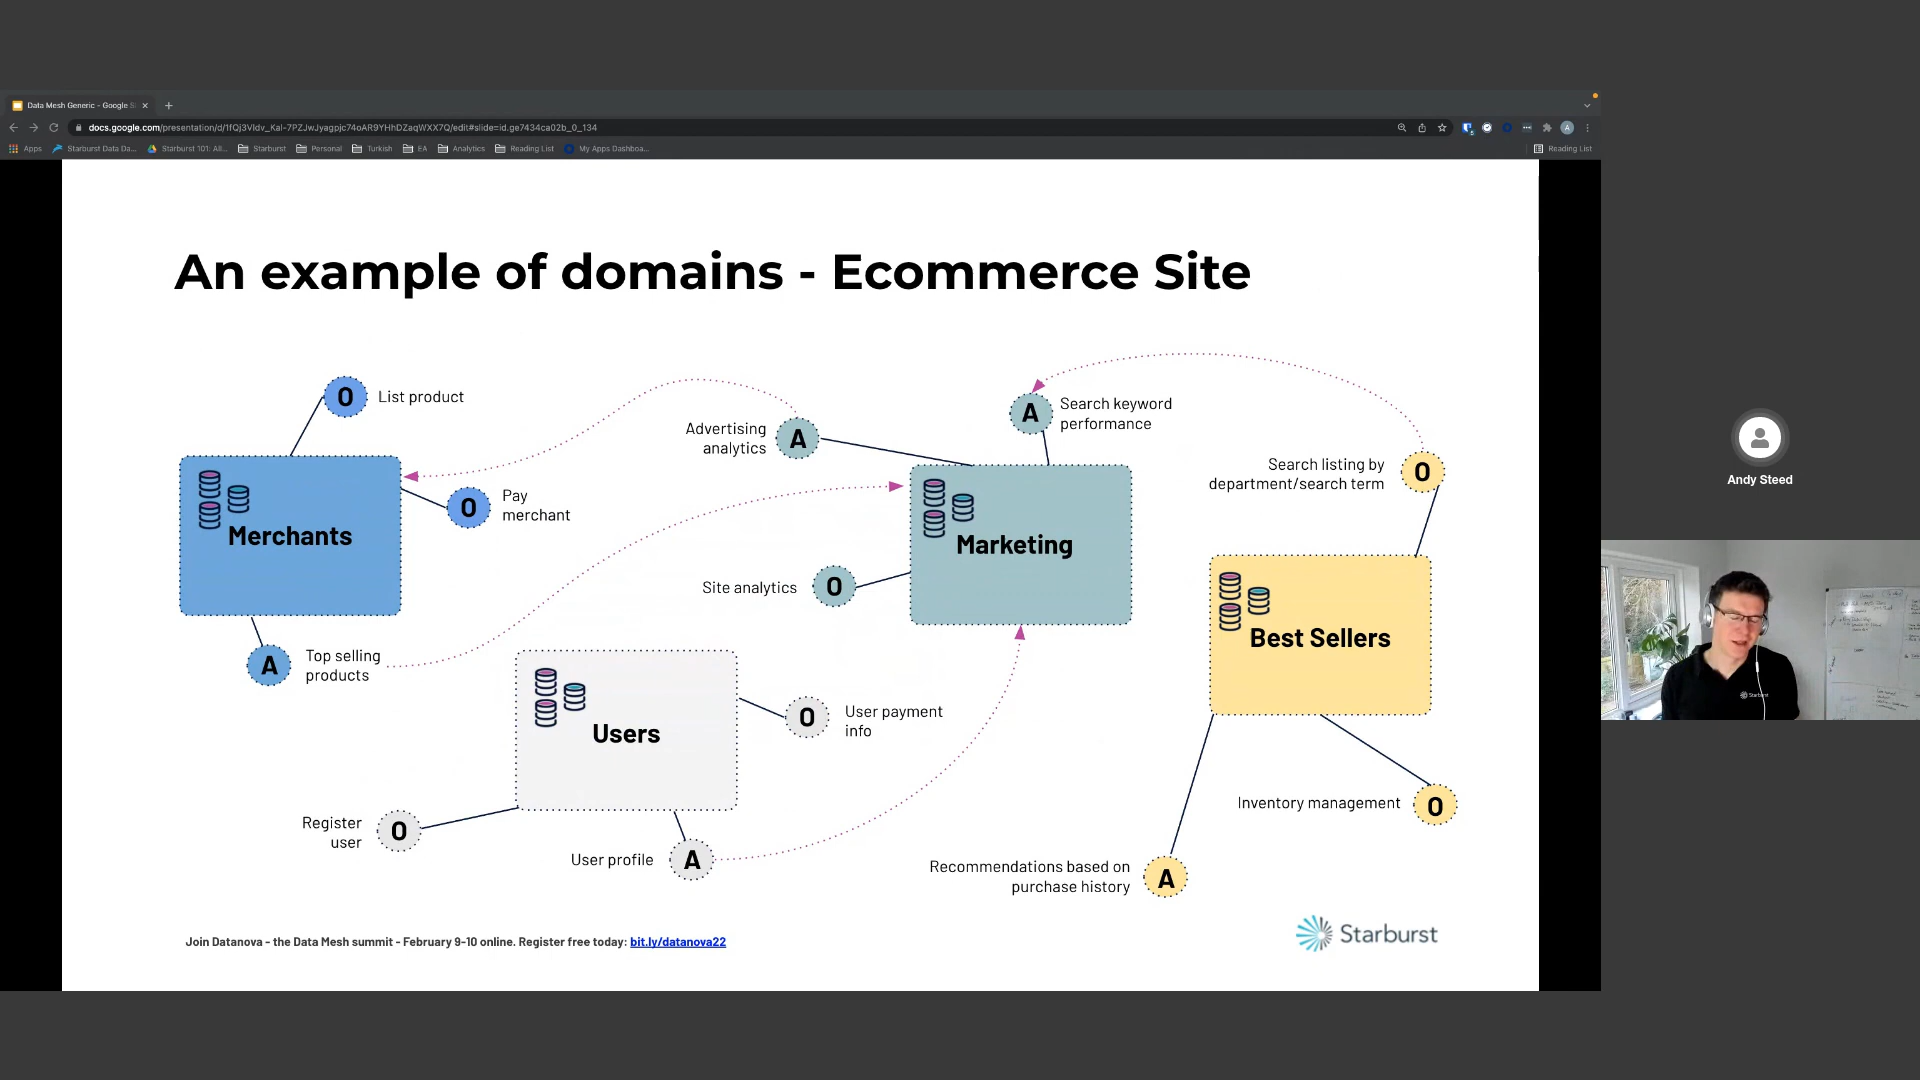 Data Mesh Generic - Google S
docs.google.com/presentation/d/1fQj3VIdv_KaI-7PZJwJyagpjc74oAR9YHhDZaqWXX7Q/edit#slide=id.ge7434ca02b_0_134
Apps
Starburst Data Da...
Starburst 101: All...
Starburst
Personal
Turkish
EA
Analytics
Reading List
My Apps Dashboa...
Reading List
An example of domains - Ecommerce Site
O
List product
Merchants
O
Pay
merchant
A
Top selling
products
Advertising
analytics
A
A
Search keyword
performance
Marketing
Site analytics
O
Search listing by
department/search term
O
Best Sellers
Users
O
User payment
info
Register
user
O
User profile
A
Inventory management
O
Recommendations based on
purchase history
A
Join Datanova - the Data Mesh summit - February 9-10 online. Register free today: bit.ly/datanova22
Starburst
Andy Steed
Starburst